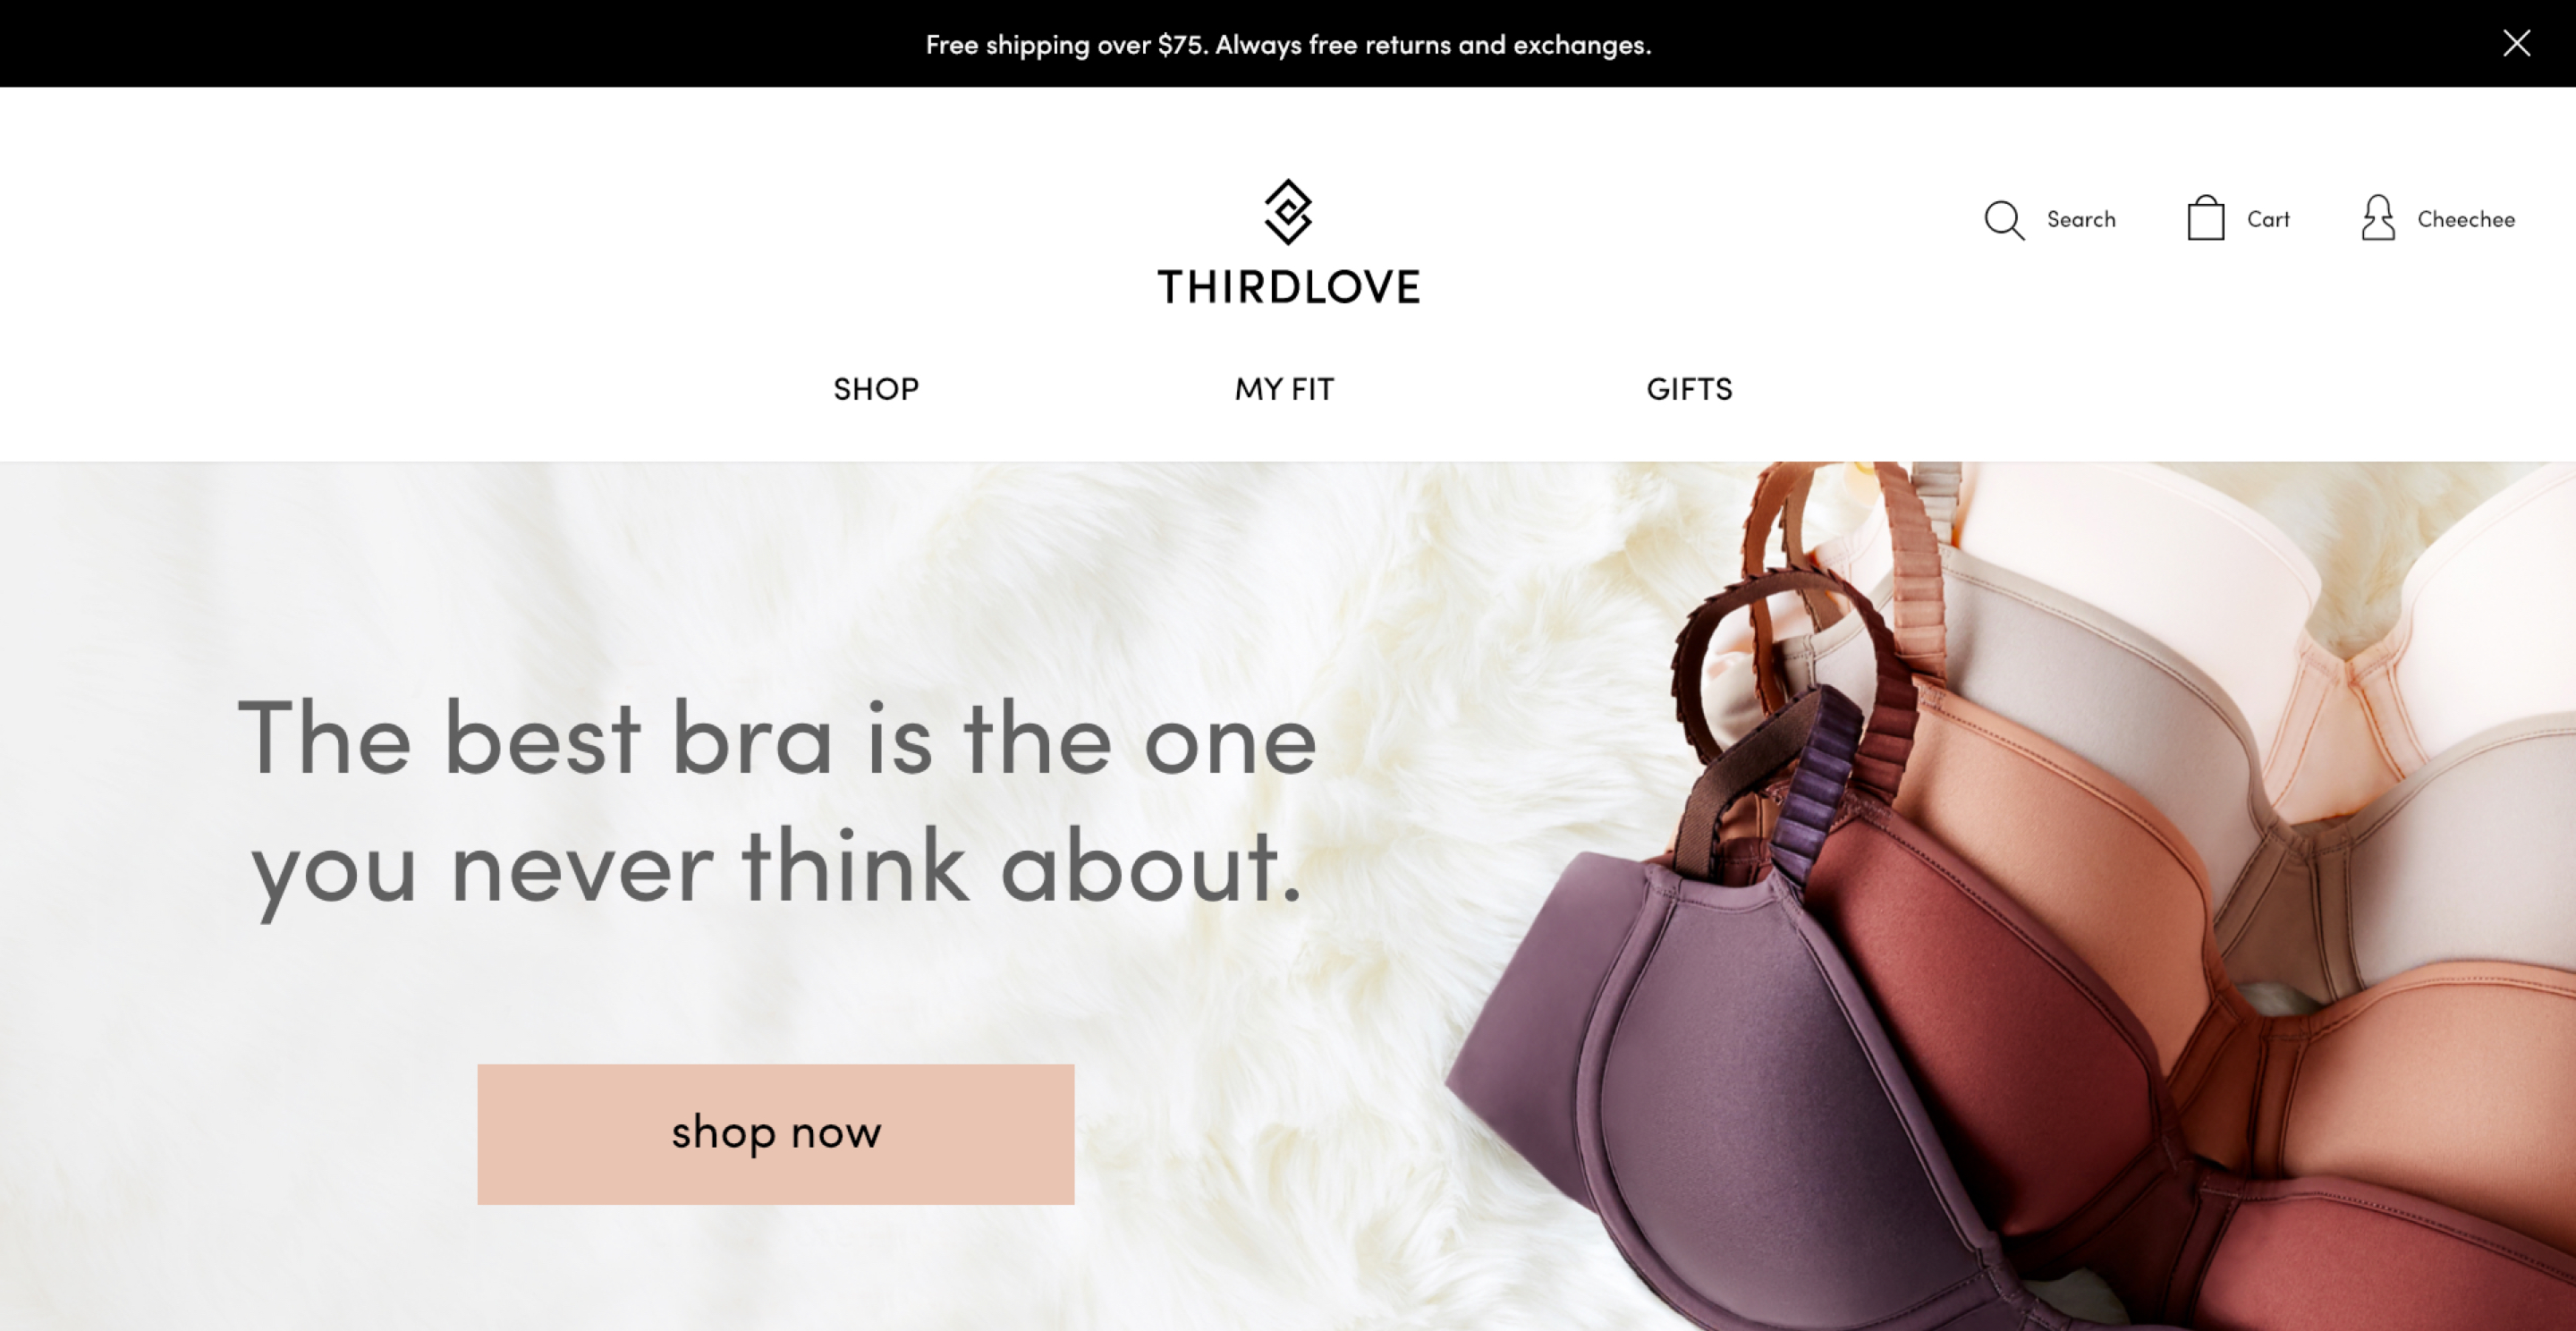 Free shipping over $75. Always free returns and exchanges.
Search
Cart
Cheechee
THIRDLOVE
SHOP
MY FIT
GIFTS
The best bra is the one
you never think about.
shop now